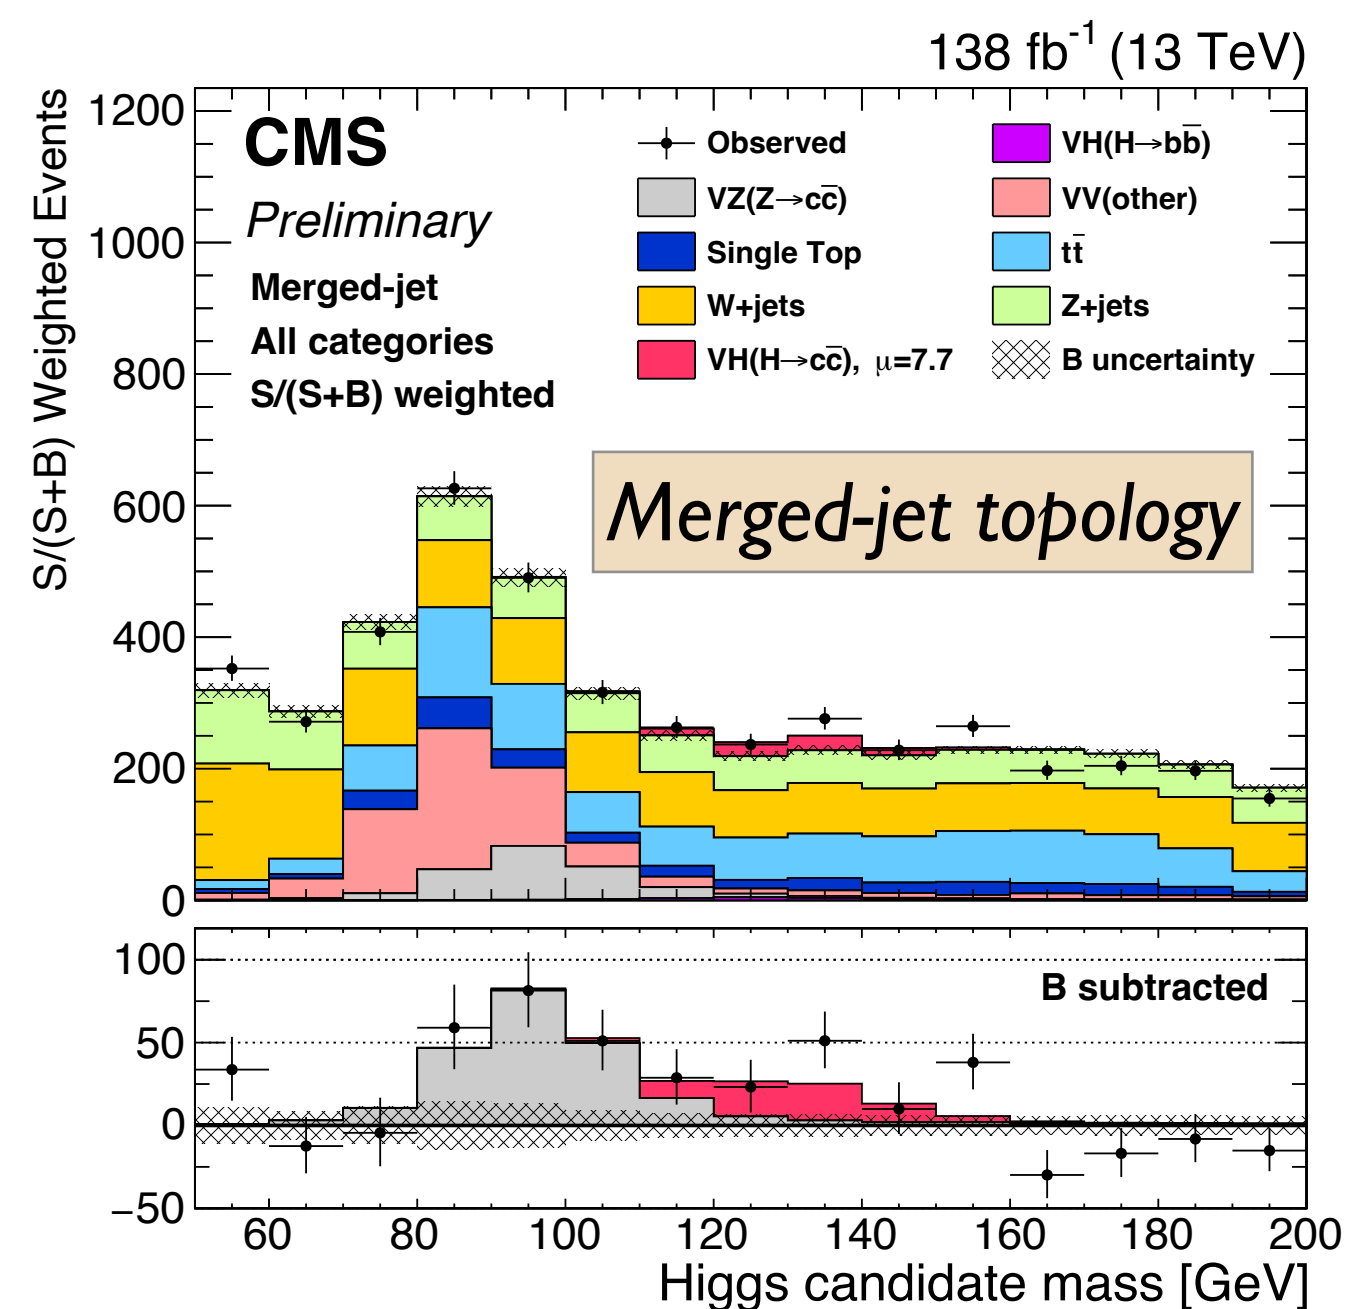 138 fb⁻¹ (13 TeV)
S/(S+B) Weighted Events
1200
1000
800
600
400
200
0
CMS
Preliminary
Merged-jet
All categories
S/(S+B) weighted
Observed
VZ(Z→cc̅)
Single Top
W+jets
VH(H→cc̅), μ=7.7
VH(H→bb̅)
VV(other)
tt̅
Z+jets
B uncertainty
Merged-jet topology
100
50
0
−50
B subtracted
60 80 100 120 140 160 180 200
Higgs candidate mass [GeV]